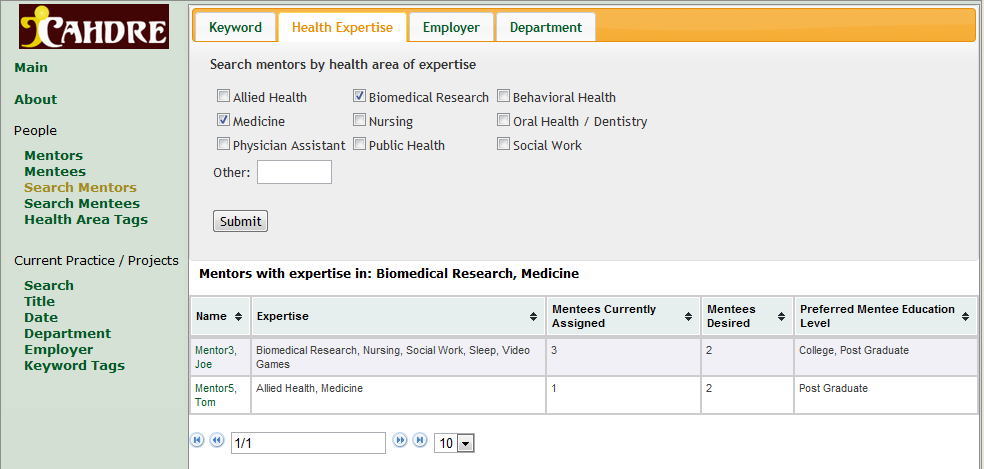 CAHDRE
Main
About
People
Mentors
Mentees
Search Mentors
Search Mentees
Health Area Tags
Current Practice / Projects
Search
Title
Date
Department
Employer
Keyword Tags
Keyword Health Expertise Employer Department
Search mentors by health area of expertise
Allied Health Biomedical Research Behavioral Health
Medicine Nursing Oral Health / Dentistry
Physician Assistant Public Health Social Work
Other:
Submit
Mentors with expertise in: Biomedical Research, Medicine
Name Expertise Mentees Currently Assigned Mentees Desired Preferred Mentee Education Level
Mentor3, Joe Biomedical Research, Nursing, Social Work, Sleep, Video Games 3 2 College, Post Graduate
Mentor5, Tom Allied Health, Medicine 1 2 Post Graduate
1/1 10